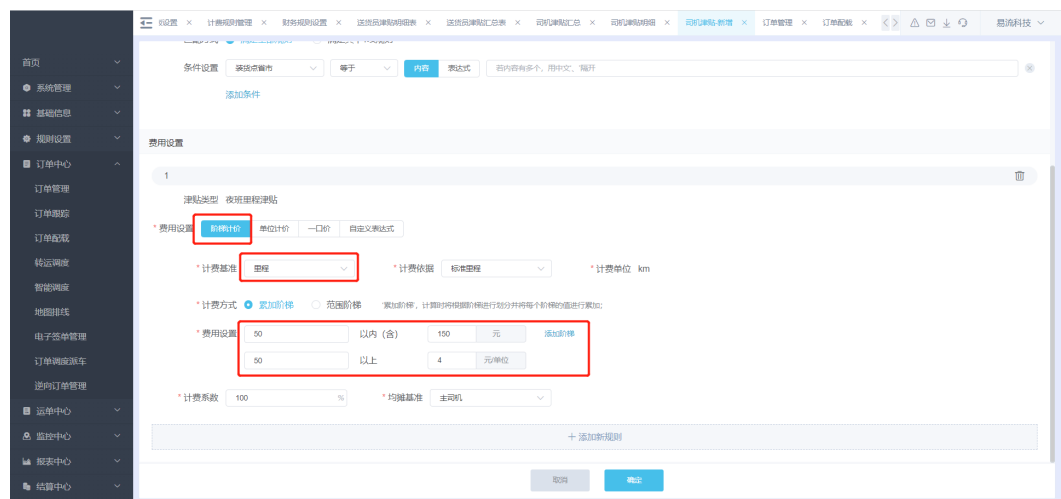 设置 × 计费规则管理 × 财务规则设置 × 送货员津贴明细表 × 送货员津贴汇总表 × 司机津贴汇总 × 司机津贴明细 × 司机津贴-新增 × 订单管理 × 订单配载 × 易流科技
首页
系统管理
基础信息
规则设置
订单中心
订单管理
订单跟踪
订单配载
转运调度
智能调度
地图排线
电子签单管理
订单调度派车
逆向订单管理
运单中心
监控中心
报表中心
结算中心
条件设置 装货点省市 等于 内容 表达式 若内容有多个，用中文'，'隔开
添加条件
费用设置
1
津贴类型 夜班里程津贴
* 费用设置 阶梯计价 单位计价 一口价 自定义表达式
* 计费基准 里程 * 计费依据 标准里程 * 计费单位 km
* 计费方式 累加阶梯 范围阶梯 '累加阶梯'，计算时将根据阶梯进行划分并将每个阶梯的值进行累加;
* 费用设置 50 以内（含） 150 元 添加阶梯
50 以上 4 元/单位
* 计费系数 100 % * 均摊基准 主司机
+ 添加新规则
取消 确定